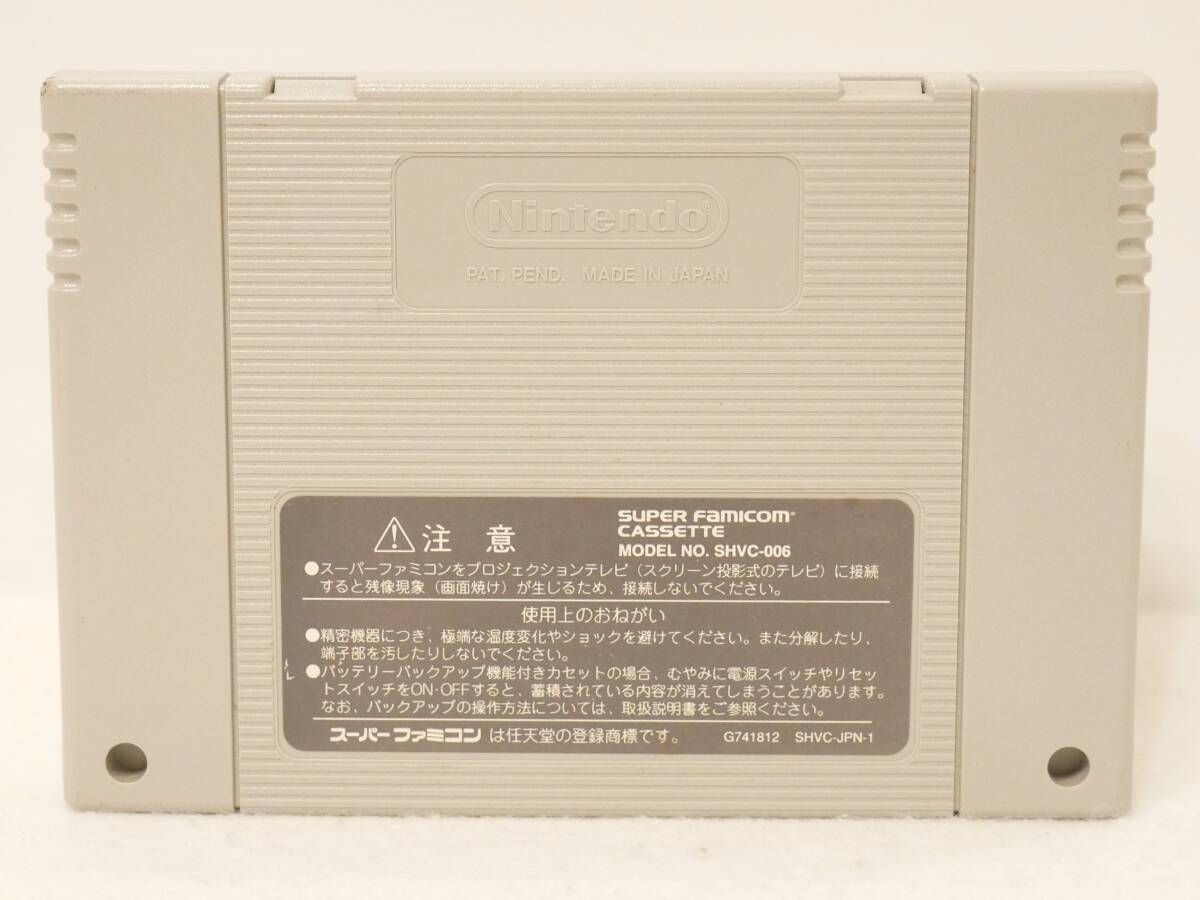 Nintendo®
PAT. PEND. MADE IN JAPAN
⚠注 意
SUPER FAMICOM
CASSETTE
MODEL NO. SHVC-006
●スーパーファミコンをプロジェクションテレビ（スクリーン投影式のテレビ）に接続
すると残像現象（画面焼け）が生じるため、接続しないでください。
使用上のおねがい
●精密機器につき、極端な温度変化やショックを避けてください。また分解したり、
端子部を汚したりしないでください。
●バッテリーバックアップ機能付きカセットの場合、むやみに電源スイッチやリセッ
トスイッチをON・OFFすると、蓄積されている内容が消えてしまうことがあります。
なお、バックアップの操作方法については、取扱説明書をご参照ください。
スーパーファミコンは任天堂の登録商標です。 G741812 SHVC-JPN-1